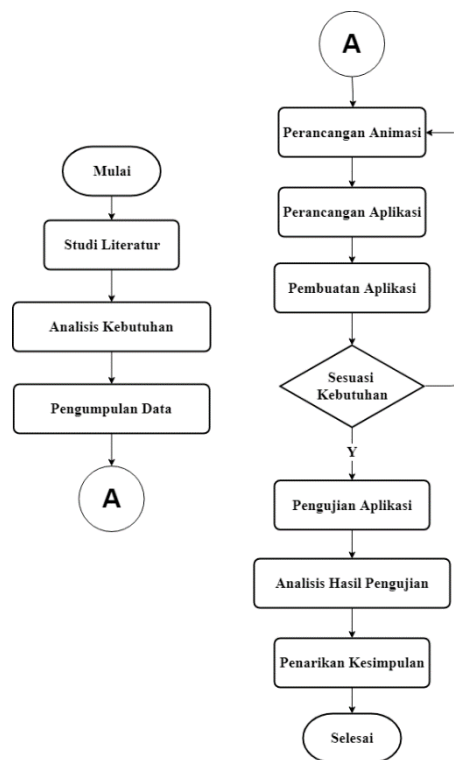 Mulai
Studi Literatur
Analisis Kebutuhan
Pengumpulan Data
A
A
Perancangan Animasi
Perancangan Aplikasi
Pembuatan Aplikasi
Sesuasi
Kebutuhan
Y
Pengujian Aplikasi
Analisis Hasil Pengujian
Penarikan Kesimpulan
Selesai